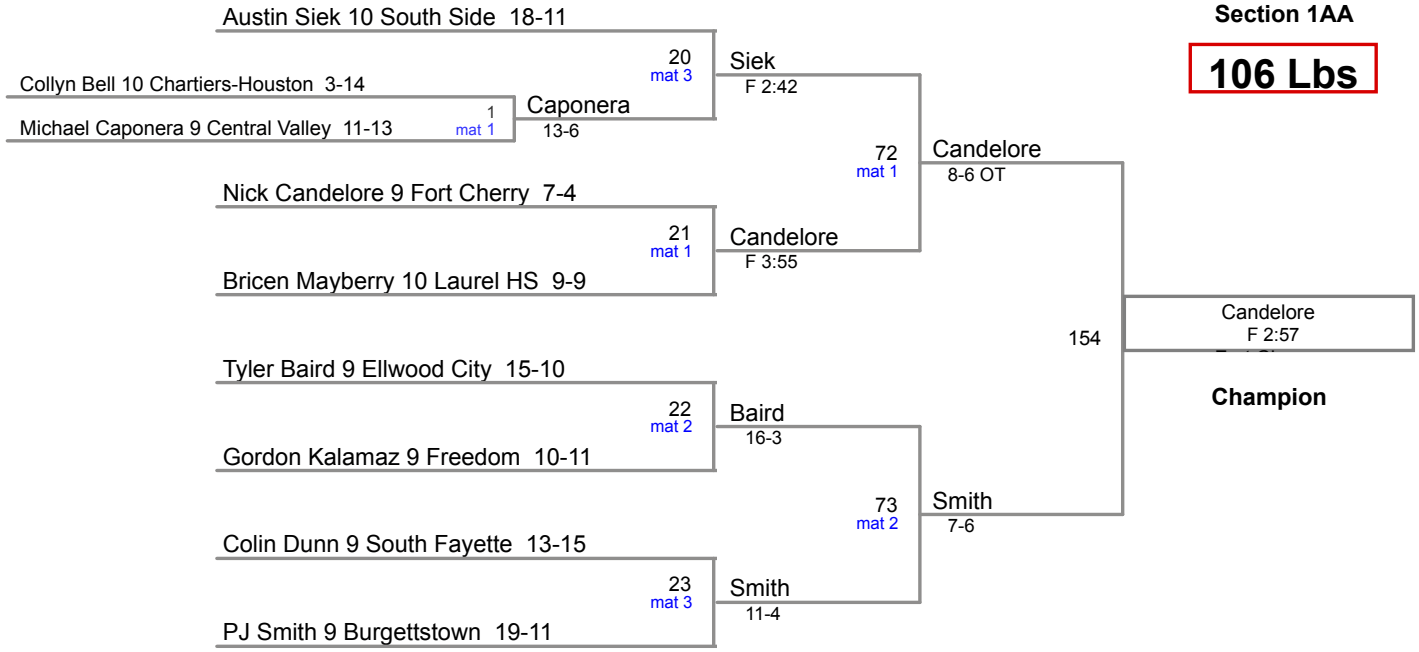 Austin Siek 10 South Side 18-11
Section 1AA
20
mat 3
Siek
F 2:42
106 Lbs
Collyn Bell 10 Chartiers-Houston 3-14
1
mat 1
Caponera
13-6
Michael Caponera 9 Central Valley 11-13
72
mat 1
Candelore
8-6 OT
Nick Candelore 9 Fort Cherry 7-4
21
mat 1
Candelore
F 3:55
Bricen Mayberry 10 Laurel HS 9-9
154
Candelore
F 2:57
Champion
Tyler Baird 9 Ellwood City 15-10
22
mat 2
Baird
16-3
Gordon Kalamaz 9 Freedom 10-11
73
mat 2
Smith
7-6
Colin Dunn 9 South Fayette 13-15
23
mat 3
Smith
11-4
PJ Smith 9 Burgettstown 19-11